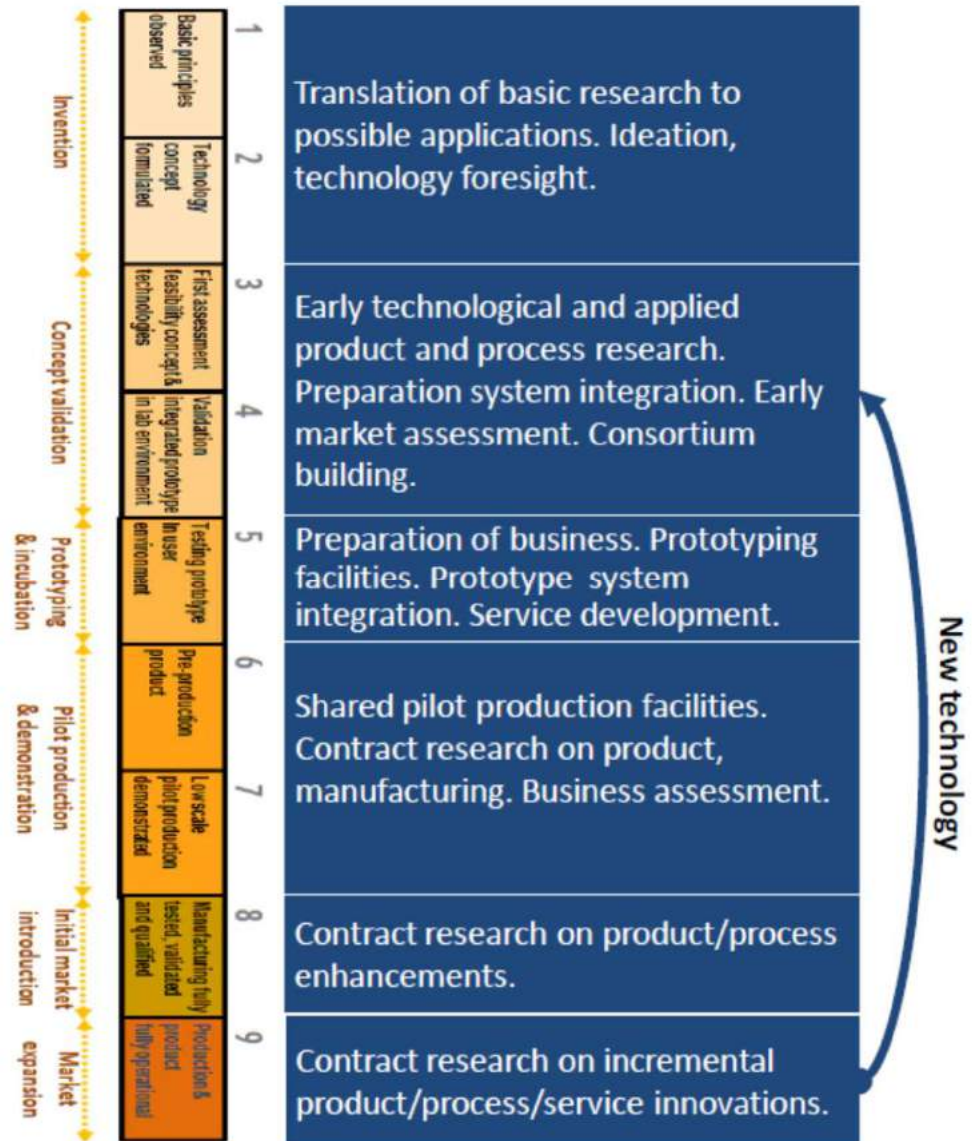 Invention
Concept validation
Prototyping
& incubation
Pilot production
& demonstration
Initial market
introduction
Market
expansion
Basic principles
observed
Technology
concept
formulated
First assessment
feasibility concept &
technologies
Validation
integrated prototype
in lab environment
Testing prototype
in user
environment
Pre-production
product
Low scale
pilot production
demonstrated
Manufacturing fully
tested, validated
and qualified
Production &
product
fully operational
1
2
3
4
5
6
7
8
9
Translation of basic research to
possible applications. Ideation,
technology foresight.
Early technological and applied
product and process research.
Preparation system integration. Early
market assessment. Consortium
building.
Preparation of business. Prototyping
facilities. Prototype system
integration. Service development.
Shared pilot production facilities.
Contract research on product,
manufacturing. Business assessment.
Contract research on product/process
enhancements.
Contract research on incremental
product/process/service innovations.
New technology